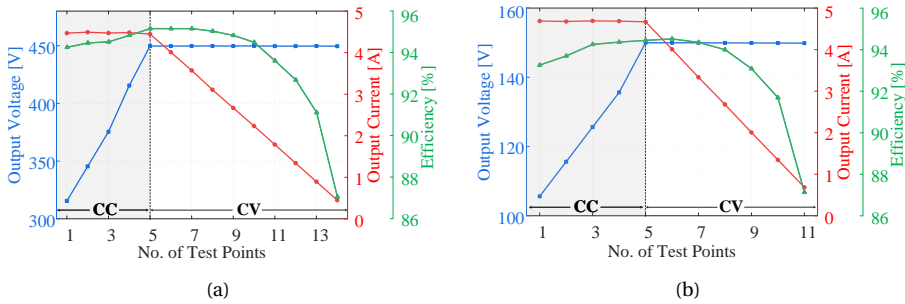 Output Voltage [V]
450
400
350
300
5
4
3
2
1
0
Output Current [A]
96
94
92
90
88
86
Efficiency [%]
CC
CV
1 3 5 7 9 11 13
No. of Test Points
(a)
Output Voltage [V]
160
140
120
100
5
4
3
2
1
0
Output Current [A]
96
94
92
90
88
86
Efficiency [%]
CC
CV
1 3 5 7 9 11
No. of Test Points
(b)